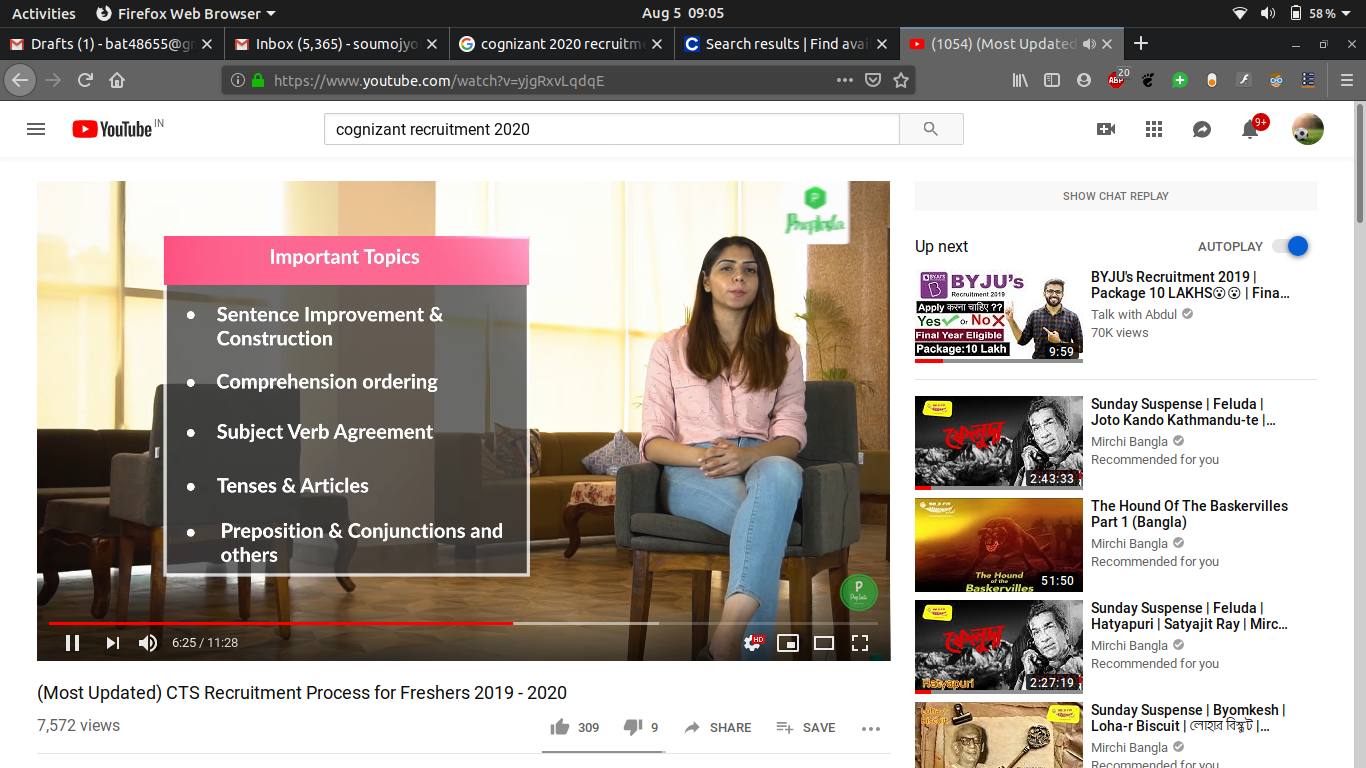 Activities
Firefox Web Browser
Aug 5 09:05
58 %
Drafts (1) - bat48655@gr
Inbox (5,365) - soumojyo
cognizant 2020 recruitm
Search results | Find avai
(1054) (Most Updated
https://www.youtube.com/watch?v=yjgRxvLqdqE
ABP
20
YouTube IN
cognizant recruitment 2020
9+
PrepInsta
Important Topics
• Sentence Improvement &
Construction
• Comprehension ordering
• Subject Verb Agreement
• Tenses & Articles
• Preposition & Conjunctions and
others
P
PrepInsta
6:25 / 11:28
HD
(Most Updated) CTS Recruitment Process for Freshers 2019 - 2020
7,572 views
309
9
SHARE
SAVE
SHOW CHAT REPLAY
Up next
AUTOPLAY
BYJU'S
BYJU'S
Recruitment 2019
Apply करना चाहिए ??
Yes or No
Final Year Eligible
Package:10 Lakh
9:59
BYJU's Recruitment 2019 |
Package 10 LAKHS😮😮 | Fina...
Talk with Abdul
70K views
ফেলুদা
2:43:33
Sunday Suspense | Feluda |
Joto Kando Kathmandu-te |...
Mirchi Bangla
Recommended for you
The Hound
of the
Baskervilles
51:50
The Hound Of The Baskervilles
Part 1 (Bangla)
Mirchi Bangla
Recommended for you
ফেলুদা
Hatyapuri
2:27:19
Sunday Suspense | Feluda |
Hatyapuri | Satyajit Ray | Mirc...
Mirchi Bangla
Recommended for you
Sunday Suspense | Byomkesh |
Loha-r Biscuit | লোহার বিস্কুট |...
Mirchi Bangla
Recommended for you